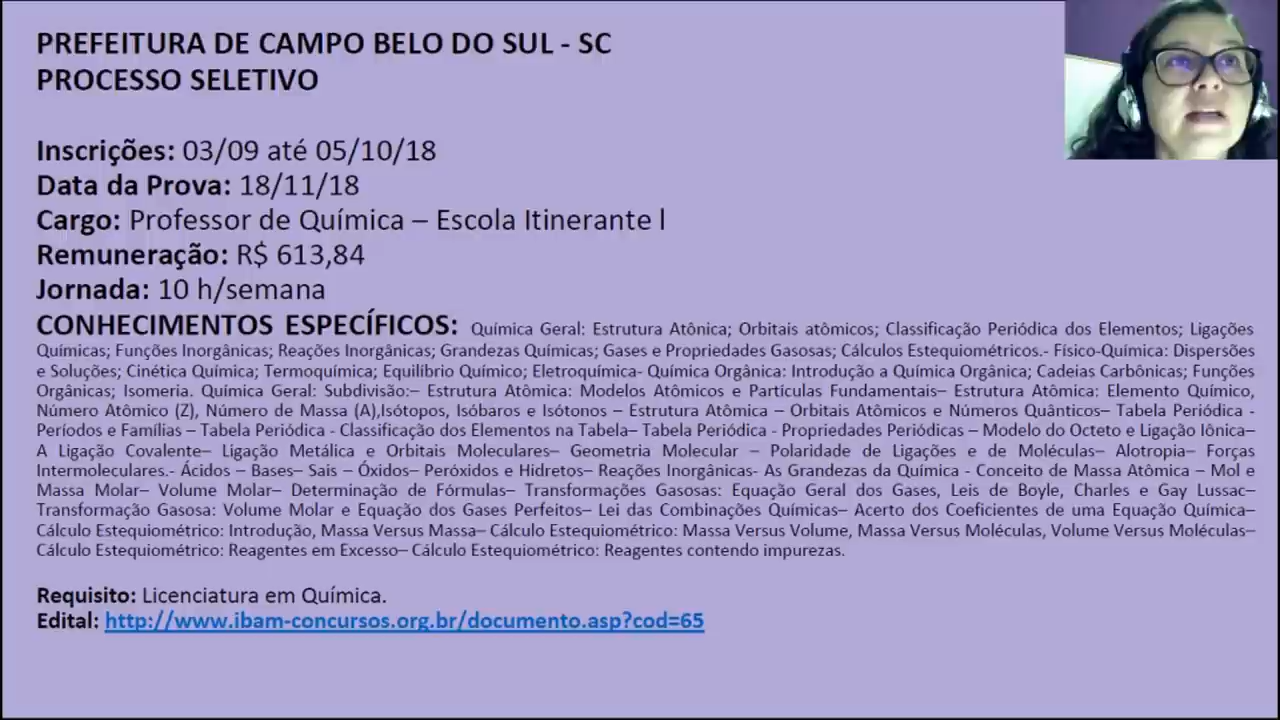 PREFEITURA DE CAMPO BELO DO SUL - SC
PROCESSO SELETIVO
Inscrições: 03/09 até 05/10/18
Data da Prova: 18/11/18
Cargo: Professor de Química – Escola Itinerante l
Remuneração: R$ 613,84
Jornada: 10 h/semana
CONHECIMENTOS ESPECÍFICOS: Química Geral: Estrutura Atônica; Orbitais atômicos; Classificação Periódica dos Elementos; Ligações
Químicas; Funções Inorgânicas; Reações Inorgânicas; Grandezas Químicas; Gases e Propriedades Gasosas; Cálculos Estequiométricos.- Físico-Química: Dispersões
e Soluções; Cinética Química; Termoquímica; Equilíbrio Químico; Eletroquímica- Química Orgânica: Introdução a Química Orgânica; Cadeias Carbônicas; Funções
Orgânicas; Isomeria. Química Geral: Subdivisão:– Estrutura Atômica: Modelos Atômicos e Partículas Fundamentais– Estrutura Atômica: Elemento Químico,
Número Atômico (Z), Número de Massa (A),Isótopos, Isóbaros e Isótonos – Estrutura Atômica – Orbitais Atômicos e Números Quânticos– Tabela Periódica -
Períodos e Famílias – Tabela Periódica - Classificação dos Elementos na Tabela– Tabela Periódica - Propriedades Periódicas – Modelo do Octeto e Ligação Iônica–
A Ligação Covalente– Ligação Metálica e Orbitais Moleculares– Geometria Molecular – Polaridade de Ligações e de Moléculas– Alotropia– Forças
Intermoleculares.- Ácidos – Bases– Sais – Óxidos– Peróxidos e Hidretos– Reações Inorgânicas- As Grandezas da Química - Conceito de Massa Atômica – Mol e
Massa Molar– Volume Molar– Determinação de Fórmulas– Transformações Gasosas: Equação Geral dos Gases, Leis de Boyle, Charles e Gay Lussac–
Transformação Gasosa: Volume Molar e Equação dos Gases Perfeitos– Lei das Combinações Químicas– Acerto dos Coeficientes de uma Equação Química–
Cálculo Estequiométrico: Introdução, Massa Versus Massa– Cálculo Estequiométrico: Massa Versus Volume, Massa Versus Moléculas, Volume Versus Moléculas–
Cálculo Estequiométrico: Reagentes em Excesso– Cálculo Estequiométrico: Reagentes contendo impurezas.
Requisito: Licenciatura em Química.
Edital: http://www.ibam-concursos.org.br/documento.asp?cod=65